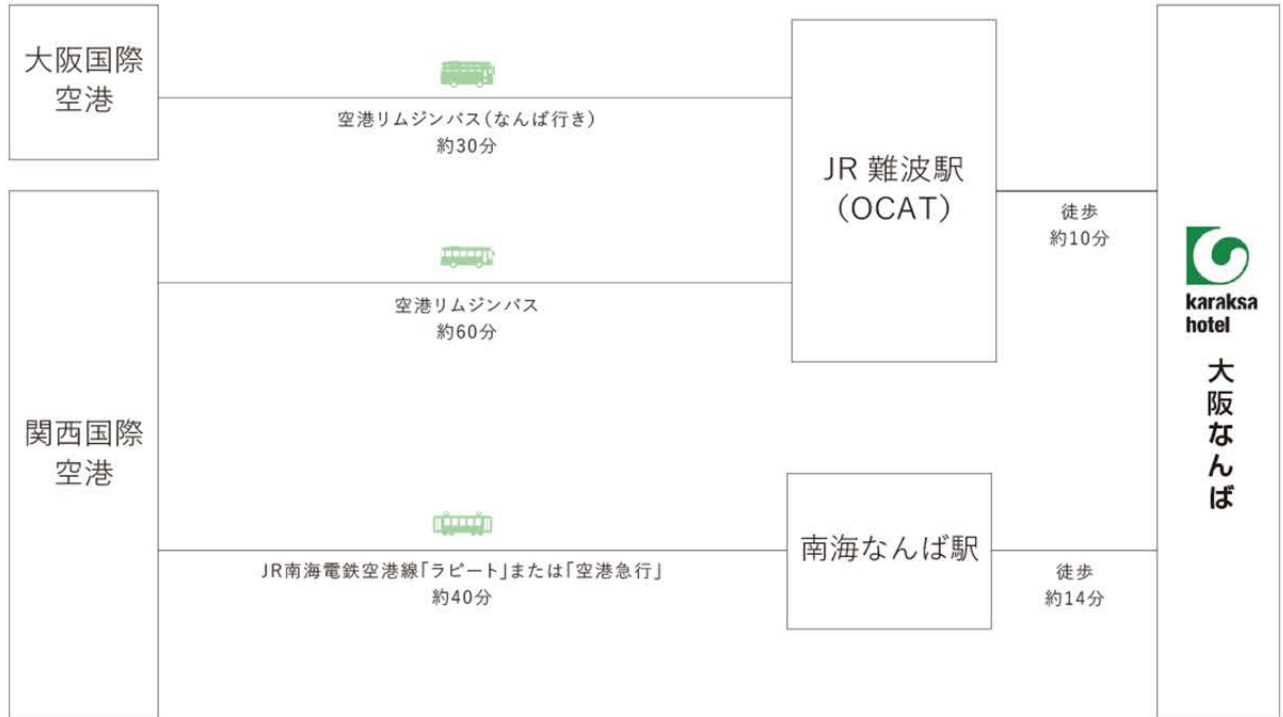 大阪国際
空港
空港リムジンバス(なんば行き)
約30分
JR 難波駅
(OCAT)
徒歩
約10分
関西国際
空港
空港リムジンバス
約60分
JR南海電鉄空港線「ラピート」または「空港急行」
約40分
南海なんば駅
徒歩
約14分
karaksa
hotel
大阪なんば